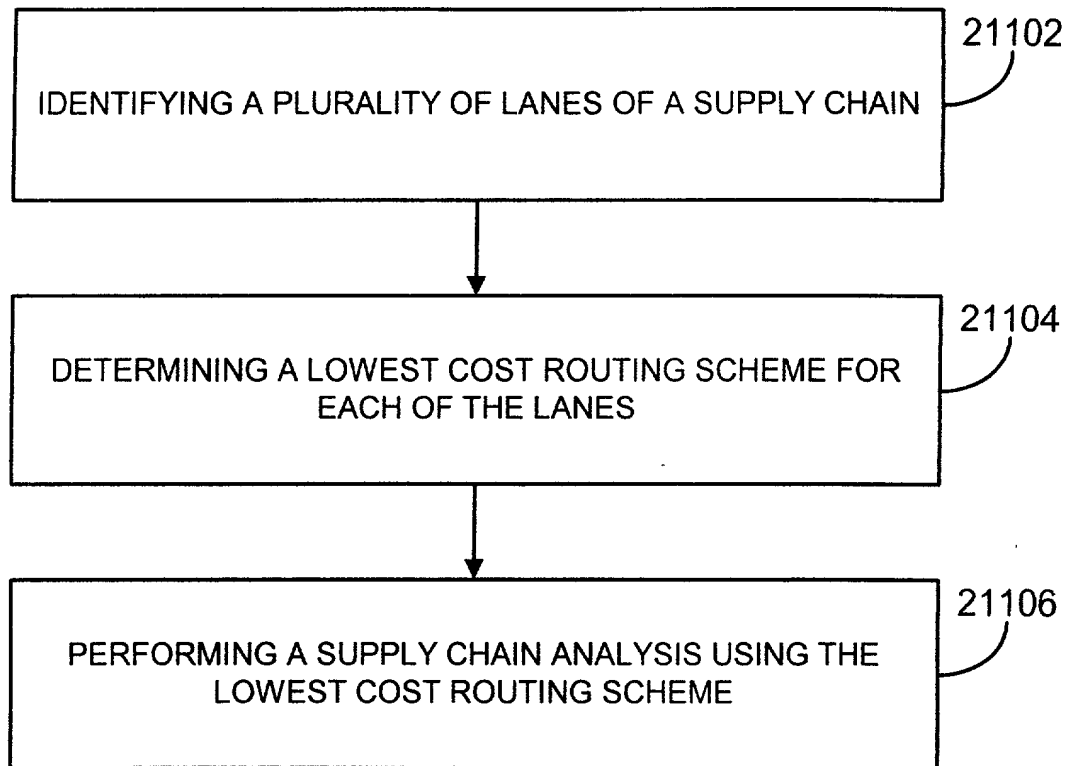 21102
IDENTIFYING A PLURALITY OF LANES OF A SUPPLY CHAIN
21104
DETERMINING A LOWEST COST ROUTING SCHEME FOR
EACH OF THE LANES
21106
PERFORMING A SUPPLY CHAIN ANALYSIS USING THE
LOWEST COST ROUTING SCHEME